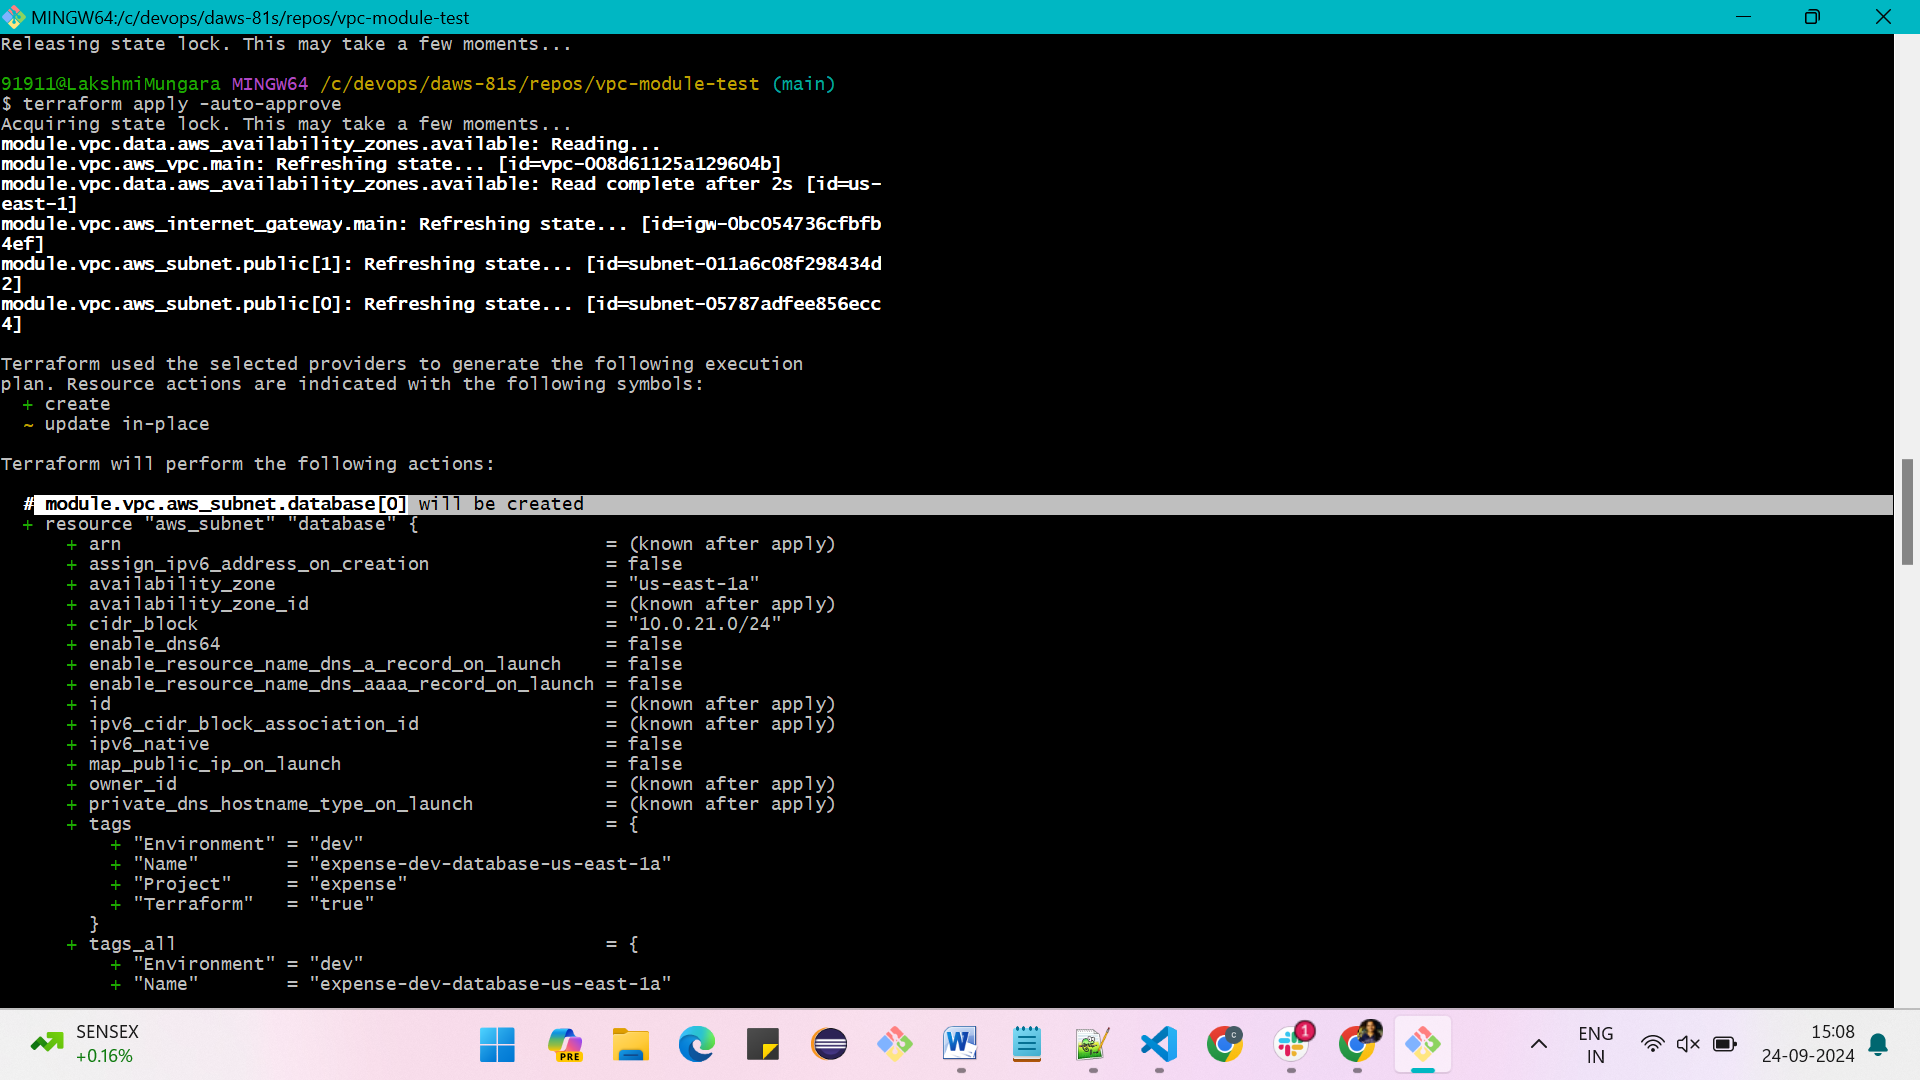 MINGW64:/c/devops/daws-81s/repos/vpc-module-test
Releasing state lock. This may take a few moments...
91911@LakshmiMungara MINGW64 /c/devops/daws-81s/repos/vpc-module-test (main)
$ terraform apply -auto-approve
Acquiring state lock. This may take a few moments...
module.vpc.data.aws_availability_zones.available: Reading...
module.vpc.aws_vpc.main: Refreshing state... [id=vpc-008d61125a129604b]
module.vpc.data.aws_availability_zones.available: Read complete after 2s [id=us-
east-1]
module.vpc.aws_internet_gateway.main: Refreshing state... [id=igw-0bc054736cfbfb
4ef]
module.vpc.aws_subnet.public[1]: Refreshing state... [id=subnet-011a6c08f298434d
2]
module.vpc.aws_subnet.public[0]: Refreshing state... [id=subnet-05787adfee856ecc
4]
Terraform used the selected providers to generate the following execution
plan. Resource actions are indicated with the following symbols:
  + create
  ~ update in-place
Terraform will perform the following actions:
  # module.vpc.aws_subnet.database[0] will be created
  + resource "aws_subnet" "database" {
      + arn                                            = (known after apply)
      + assign_ipv6_address_on_creation                = false
      + availability_zone                              = "us-east-1a"
      + availability_zone_id                           = (known after apply)
      + cidr_block                                     = "10.0.21.0/24"
      + enable_dns64                                   = false
      + enable_resource_name_dns_a_record_on_launch    = false
      + enable_resource_name_dns_aaaa_record_on_launch = false
      + id                                             = (known after apply)
      + ipv6_cidr_block_association_id                 = (known after apply)
      + ipv6_native                                    = false
      + map_public_ip_on_launch                        = false
      + owner_id                                       = (known after apply)
      + private_dns_hostname_type_on_launch            = (known after apply)
      + tags                                           = {
          + "Environment" = "dev"
          + "Name"        = "expense-dev-database-us-east-1a"
          + "Project"     = "expense"
          + "Terraform"   = "true"
        }
      + tags_all                                       = {
          + "Environment" = "dev"
          + "Name"        = "expense-dev-database-us-east-1a"
SENSEX
+0.16%
PRE
W
C
1
ENG
IN
15:08
24-09-2024